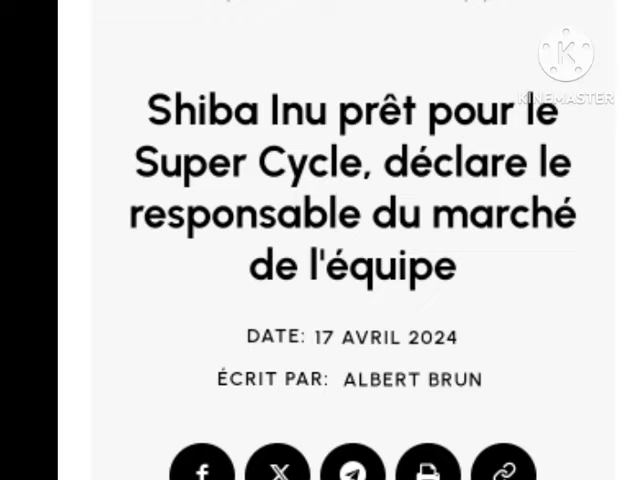 KINEMASTER
Shiba Inu prêt pour le
Super Cycle, déclare le
responsable du marché
de l'équipe
DATE: 17 AVRIL 2024
ÉCRIT PAR: ALBERT BRUN